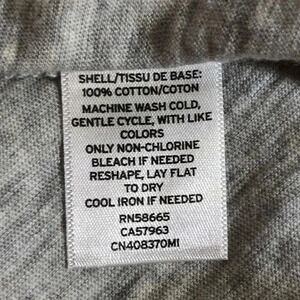 SHELL/TISSU DE BASE:
100% COTTON/COTON
MACHINE WASH COLD,
GENTLE CYCLE, WITH LIKE
COLORS
ONLY NON-CHLORINE
BLEACH IF NEEDED
RESHAPE, LAY FLAT
TO DRY
COOL IRON IF NEEDED
RN58665
CA57963
CN408370MI